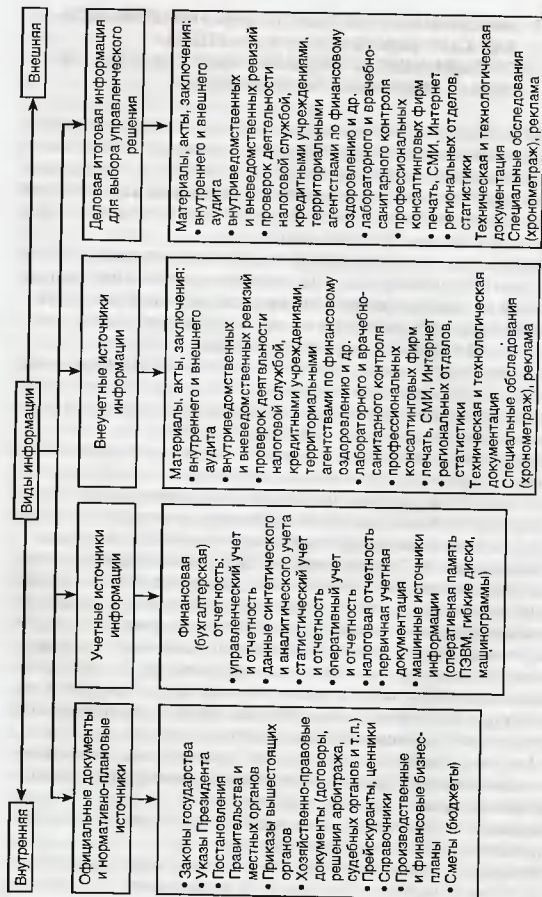 Виды информации
Внутренная
Внешная
Официальные документы
и нормативно-плановые
источники
• Законы государства
• Указы Президента
• Постановления
Правительства и
местных органов
• Приказы вышестоящих
органов
• Хозяйственно-правовые
документы (договоры,
решения арбитража,
судебных органов и т.п.)
• Прейскуранты, ценники
• Справочники
• Производственные
и финансовые бизнес-
планы
• Сметы (бюджеты)
Учетные источники
информации
Финансовая
(бухгалтерская)
отчетность:
• управленческий учет
и отчетность
• данные синтетического
и аналитического учета
• статистический учет
и отчетность
• оперативный учет
и отчетность
• налоговая отчетность
• первичная учетная
документация
• машинные источники
информации
(оперативная память
ПЭВМ, гибкие диски,
машинограммы)
Внеучетные источники
информации
Материалы, акты, заключения:
• внутреннего и внешнего
аудита
• внутриведомственных
и вневедомственных ревизий
• проверок деятельности
налоговой службой,
кредитными учреждениями,
территориальными
агентствами по финансовому
оздоровлению и др.
• лабораторного и врачебно-
санитарного контроля
• профессиональных
консалтинговых фирм
• печать, СМИ, Интернет
• региональных отделов,
статистики
Техническая и технологическая
документация
Специальные обследования
(хронометраж), реклама
Деловая итоговая информация
для выбора управленческого
решения
Материалы, акты, заключения:
• внутреннего и внешнего
аудита
• внутриведомственных
и вневедомственных ревизий
• проверок деятельности
налоговой службой,
кредитными учреждениями,
территориальными
агентствами по финансовому
оздоровлению и др.
• лабораторного и врачебно-
санитарного контроля
• профессиональных
консалтинговых фирм
• печать, СМИ, Интернет
• региональных отделов,
статистики
Техническая и технологическая
документация
Специальные обследования
(хронометраж), реклама